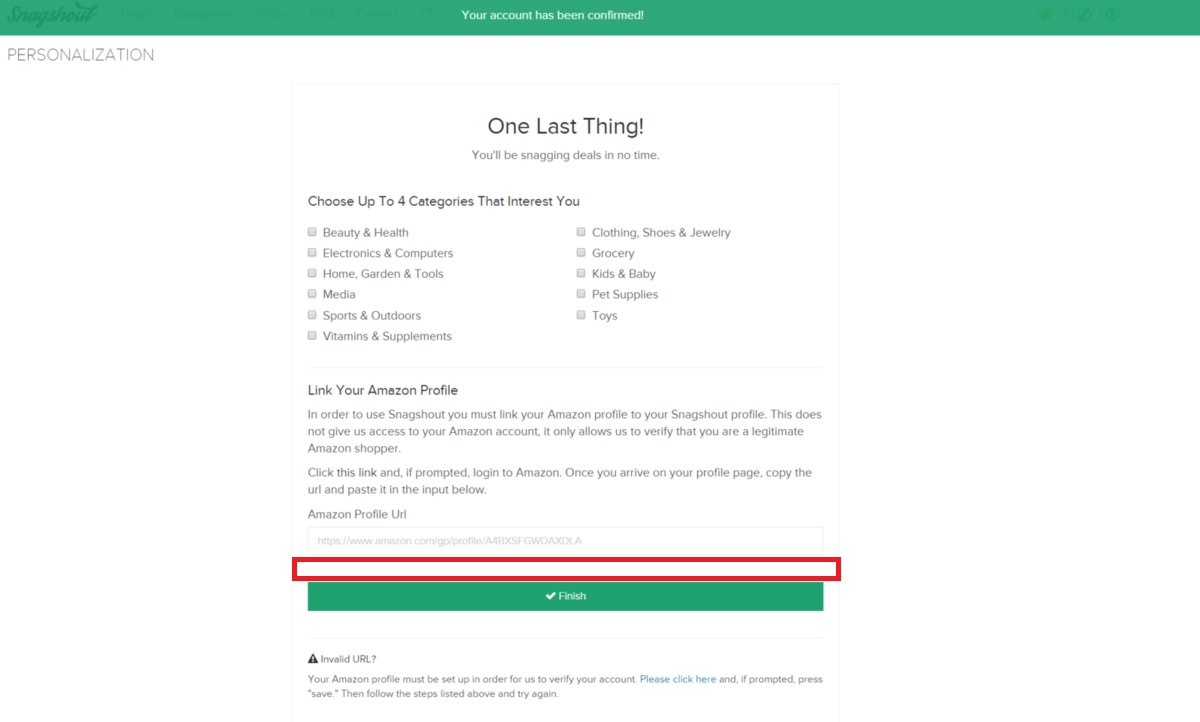 Snagshout
Your account has been confirmed!
PERSONALIZATION
One Last Thing!
You'll be snagging deals in no time.
Choose Up To 4 Categories That Interest You
Beauty & Health
Clothing, Shoes & Jewelry
Electronics & Computers
Grocery
Home, Garden & Tools
Kids & Baby
Media
Pet Supplies
Sports & Outdoors
Toys
Vitamins & Supplements
Link Your Amazon Profile
In order to use Snagshout you must link your Amazon profile to your Snagshout profile. This does
not give us access to your Amazon account, it only allows us to verify that you are a legitimate
Amazon shopper.
Click this link and, if prompted, login to Amazon. Once you arrive on your profile page, copy the
url and paste it in the input below.
Amazon Profile Url
https://www.amazon.com/gp/profile/A4BXSFGWDAXDLA
Finish
Invalid URL?
Your Amazon profile must be set up in order for us to verify your account. Please click here and, if prompted, press
"save." Then follow the steps listed above and try again.